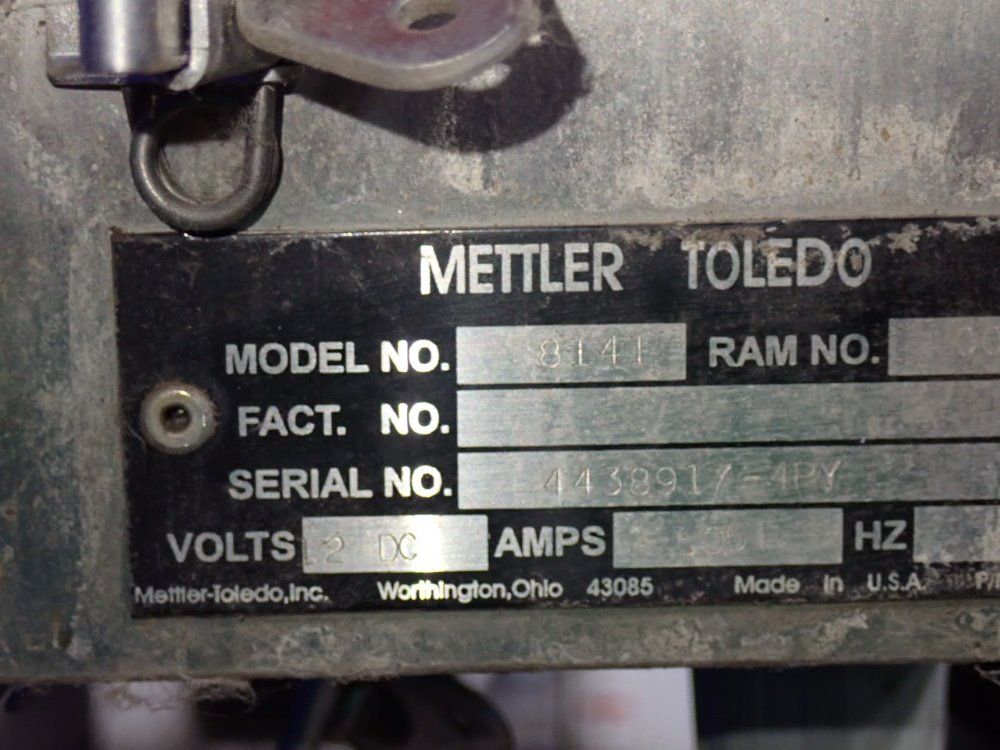 METTLER TOLEDO
MODEL NO. 8141 RAM NO.
FACT. NO.
SERIAL NO. 4438917-4PY
VOLTS 12 DC AMPS HZ
Mettler-Toledo,Inc. Worthington,Ohio 43085 Made In U.S.A.